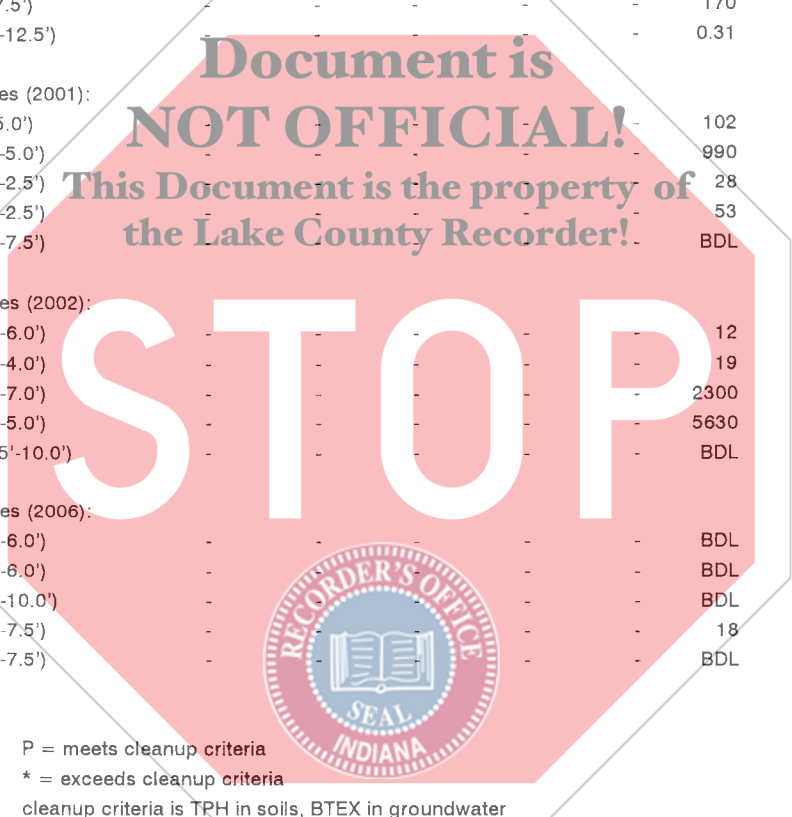 7.5') - - - - - 170
-12.5') - - - - - 0.31
Document is
es (2001):
NOT OFFICIAL!
5.0') - - - - - 102
-5.0') - - - - - 990
This Document is the property of
-2.5') - - - - - 28
-2.5') - - - - - 53
the Lake County Recorder!
-7.5') - - - - - BDL
es (2002):
-6.0') - - - - - 12
-4.0') - - - - - 19
-7.0') - - - - - 2300
-5.0') - - - - - 5630
5'-10.0') - - - - - BDL
STOP
es (2006):
-6.0') - - - - - BDL
-6.0') - - - - - BDL
-10.0') - - - - - BDL
-7.5') - - - - - 18
-7.5') - - - - - BDL
RECORDER'S OFFICE
SEAL
INDIANA
P = meets cleanup criteria
* = exceeds cleanup criteria
cleanup criteria is TPH in soils, BTEX in groundwater